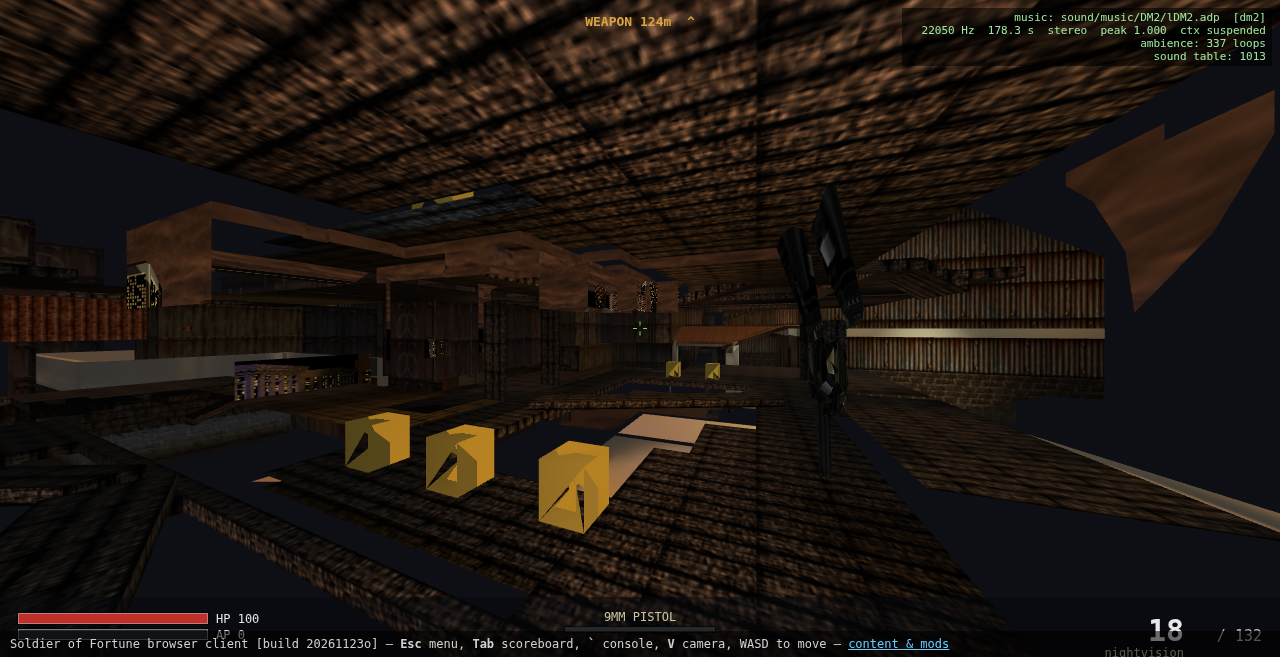 WEAPON 124m ^
music: sound/music/DM2/lDM2.adp [dm2]
22050 Hz 178.3 s stereo peak 1.000 ctx suspended
ambience: 337 loops
sound table: 1013
HP 100
AP 0
9MM PISTOL
18 / 132
nightvision
Soldier of Fortune browser client [build 20261123o] — Esc menu, Tab scoreboard, ` console, V camera, WASD to move — content & mods